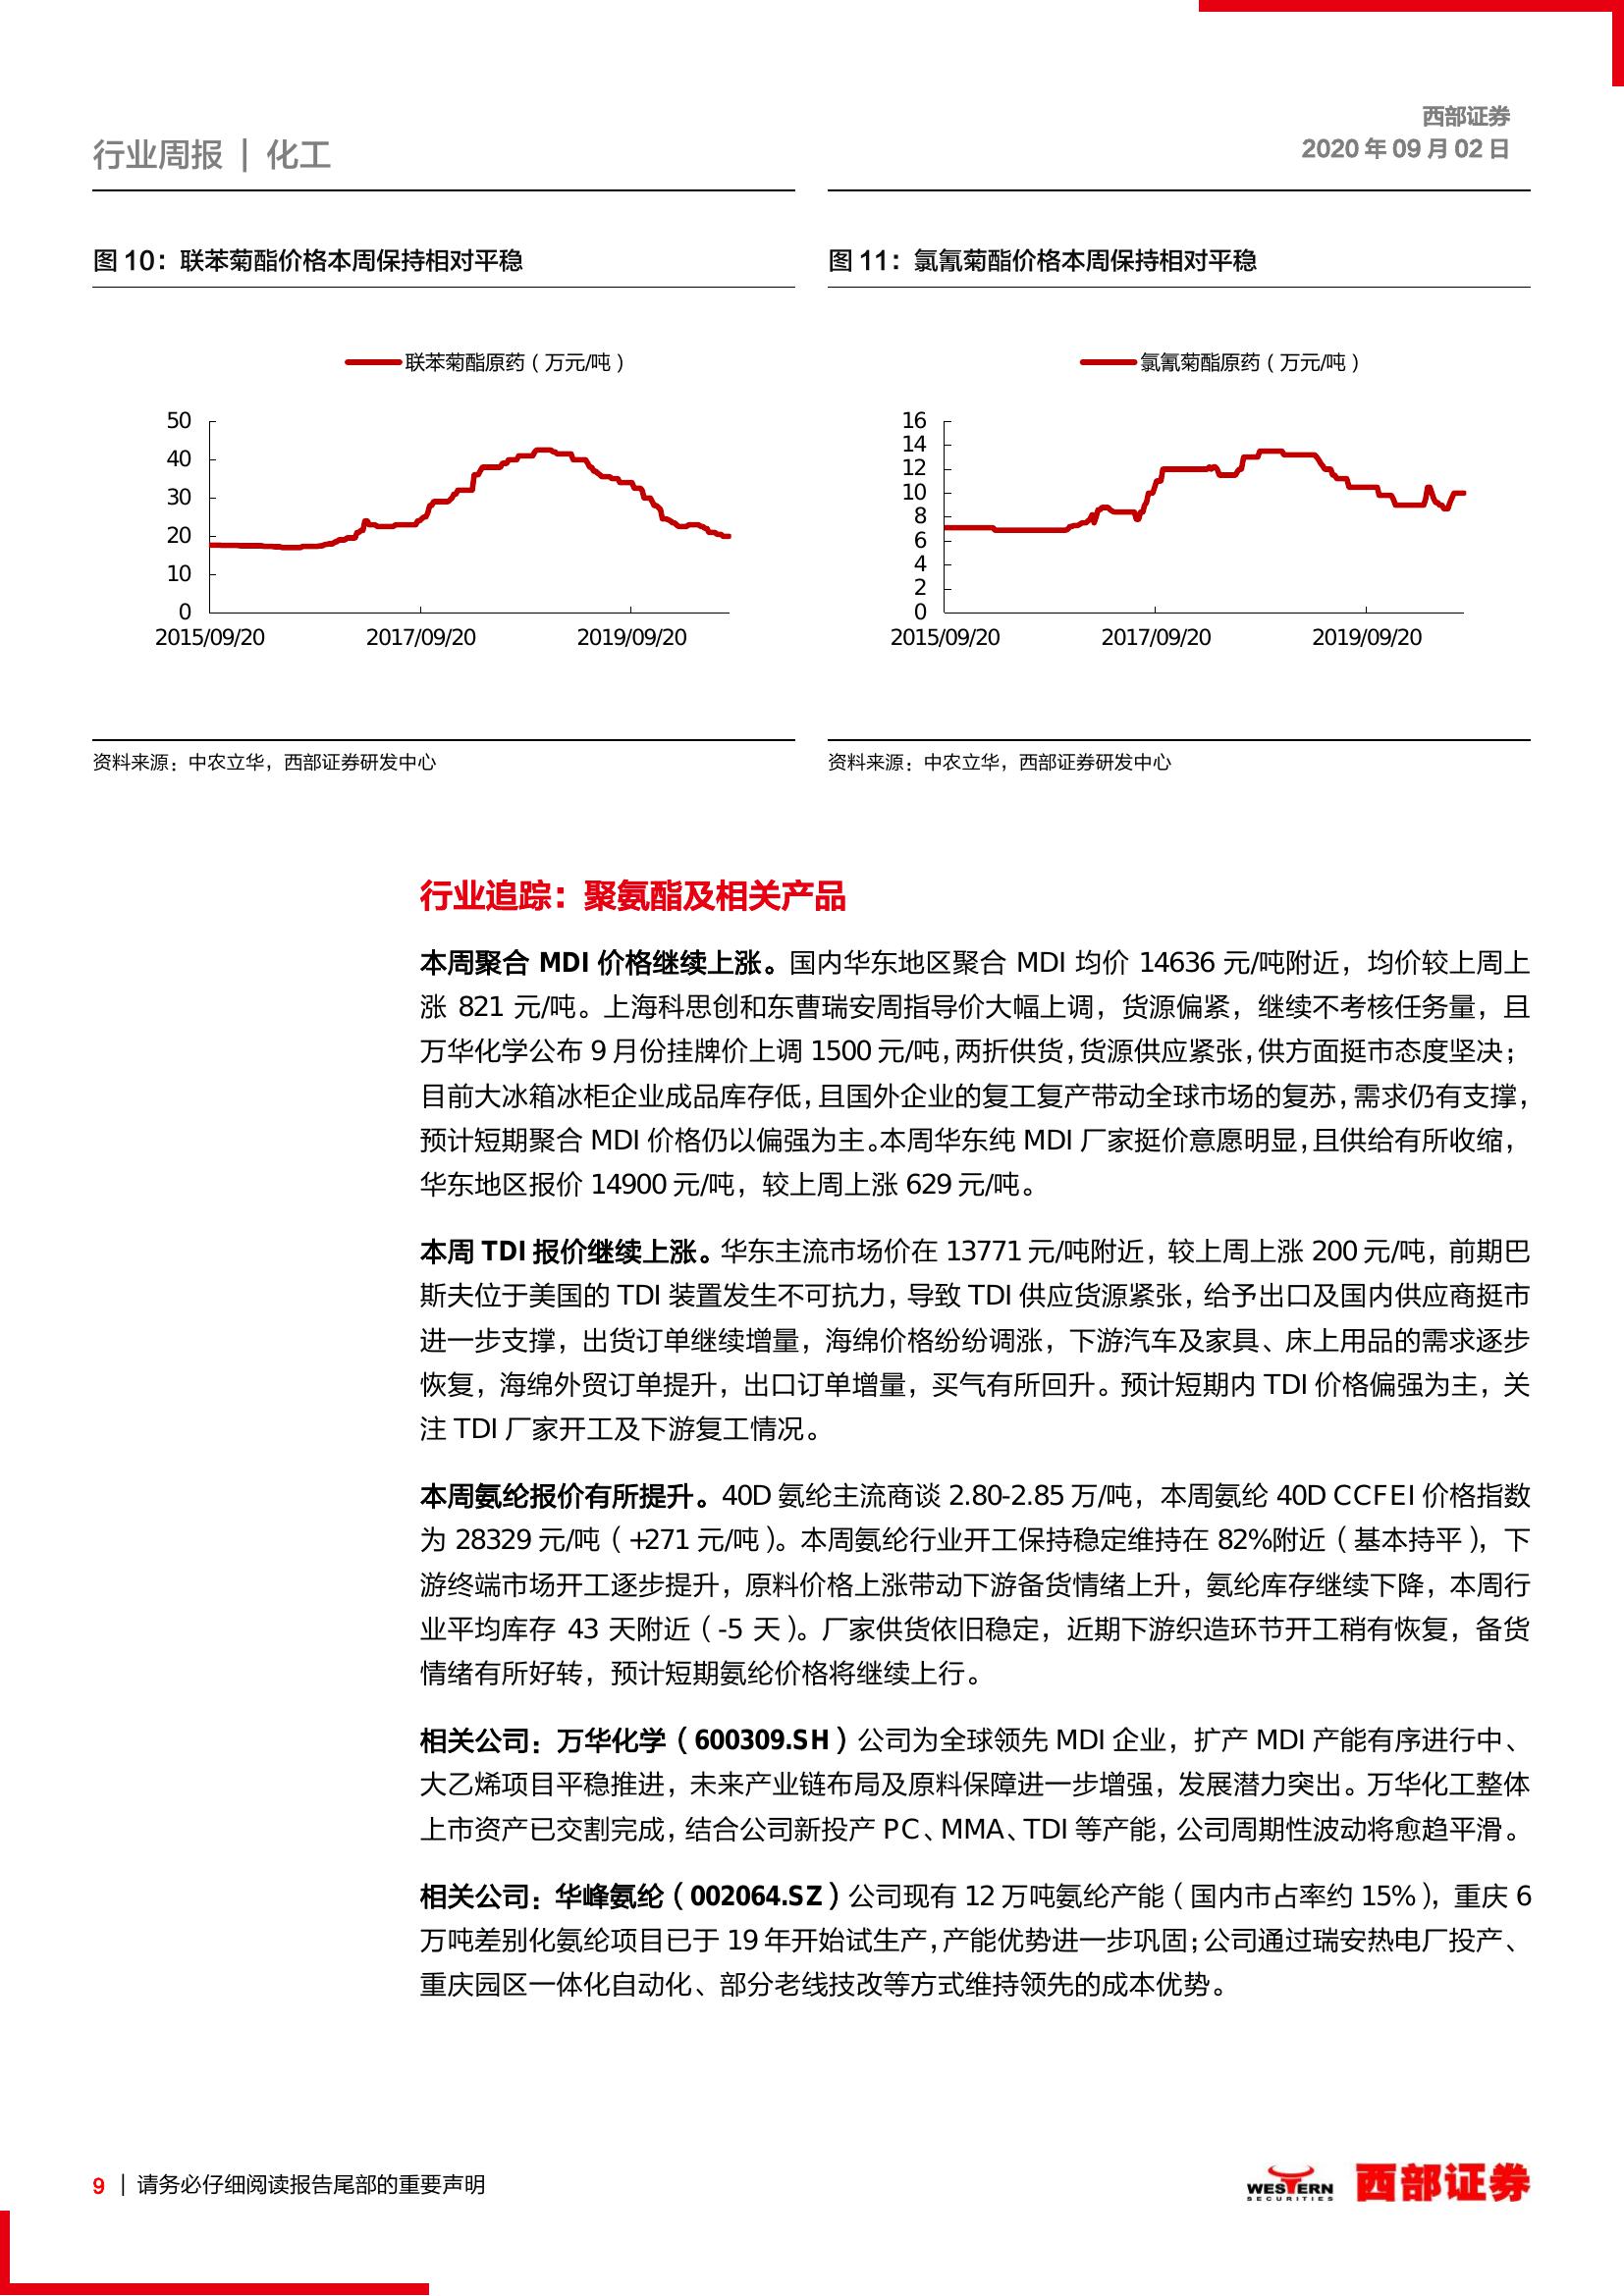 西部证券
2020 年 09 月 02 日
行业周报 | 化工
图 10：联苯菊酯价格本周保持相对平稳
联苯菊酯原药（万元/吨）
50
40
30
20
10
0
2015/09/20 2017/09/20 2019/09/20
资料来源：中农立华，西部证券研发中心
图 11：氯氰菊酯价格本周保持相对平稳
氯氰菊酯原药（万元/吨）
16
14
12
10
8
6
4
2
0
2015/09/20 2017/09/20 2019/09/20
资料来源：中农立华，西部证券研发中心
行业追踪：聚氨酯及相关产品
本周聚合 MDI 价格继续上涨。国内华东地区聚合 MDI 均价 14636 元/吨附近，均价较上周上
涨 821 元/吨。上海科思创和东曹瑞安周指导价大幅上调，货源偏紧，继续不考核任务量，且
万华化学公布 9 月份挂牌价上调 1500 元/吨，两折供货，货源供应紧张，供方面挺市态度坚决；
目前大冰箱冰柜企业成品库存低，且国外企业的复工复产带动全球市场的复苏，需求仍有支撑，
预计短期聚合 MDI 价格仍以偏强为主。本周华东纯 MDI 厂家挺价意愿明显，且供给有所收缩，
华东地区报价 14900 元/吨，较上周上涨 629 元/吨。
本周 TDI 报价继续上涨。华东主流市场价在 13771 元/吨附近，较上周上涨 200 元/吨，前期巴
斯夫位于美国的 TDI 装置发生不可抗力，导致 TDI 供应货源紧张，给予出口及国内供应商挺市
进一步支撑，出货订单继续增量，海绵价格纷纷调涨，下游汽车及家具、床上用品的需求逐步
恢复，海绵外贸订单提升，出口订单增量，买气有所回升。预计短期内 TDI 价格偏强为主，关
注 TDI 厂家开工及下游复工情况。
本周氨纶报价有所提升。40D 氨纶主流商谈 2.80-2.85 万/吨，本周氨纶 40D CCFEI 价格指数
为 28329 元/吨（+271 元/吨）。本周氨纶行业开工保持稳定维持在 82%附近（基本持平），下
游终端市场开工逐步提升，原料价格上涨带动下游备货情绪上升，氨纶库存继续下降，本周行
业平均库存 43 天附近（-5 天）。厂家供货依旧稳定，近期下游织造环节开工稍有恢复，备货
情绪有所好转，预计短期氨纶价格将继续上行。
相关公司：万华化学（600309.SH）公司为全球领先 MDI 企业，扩产 MDI 产能有序进行中、
大乙烯项目平稳推进，未来产业链布局及原料保障进一步增强，发展潜力突出。万华化工整体
上市资产已交割完成，结合公司新投产 PC、MMA、TDI 等产能，公司周期性波动将愈趋平滑。
相关公司：华峰氨纶（002064.SZ）公司现有 12 万吨氨纶产能（国内市占率约 15%），重庆 6
万吨差别化氨纶项目已于 19 年开始试生产，产能优势进一步巩固；公司通过瑞安热电厂投产、
重庆园区一体化自动化、部分老线技改等方式维持领先的成本优势。
9 | 请务必仔细阅读报告尾部的重要声明
WESTERN
SECURITIES
西部证券